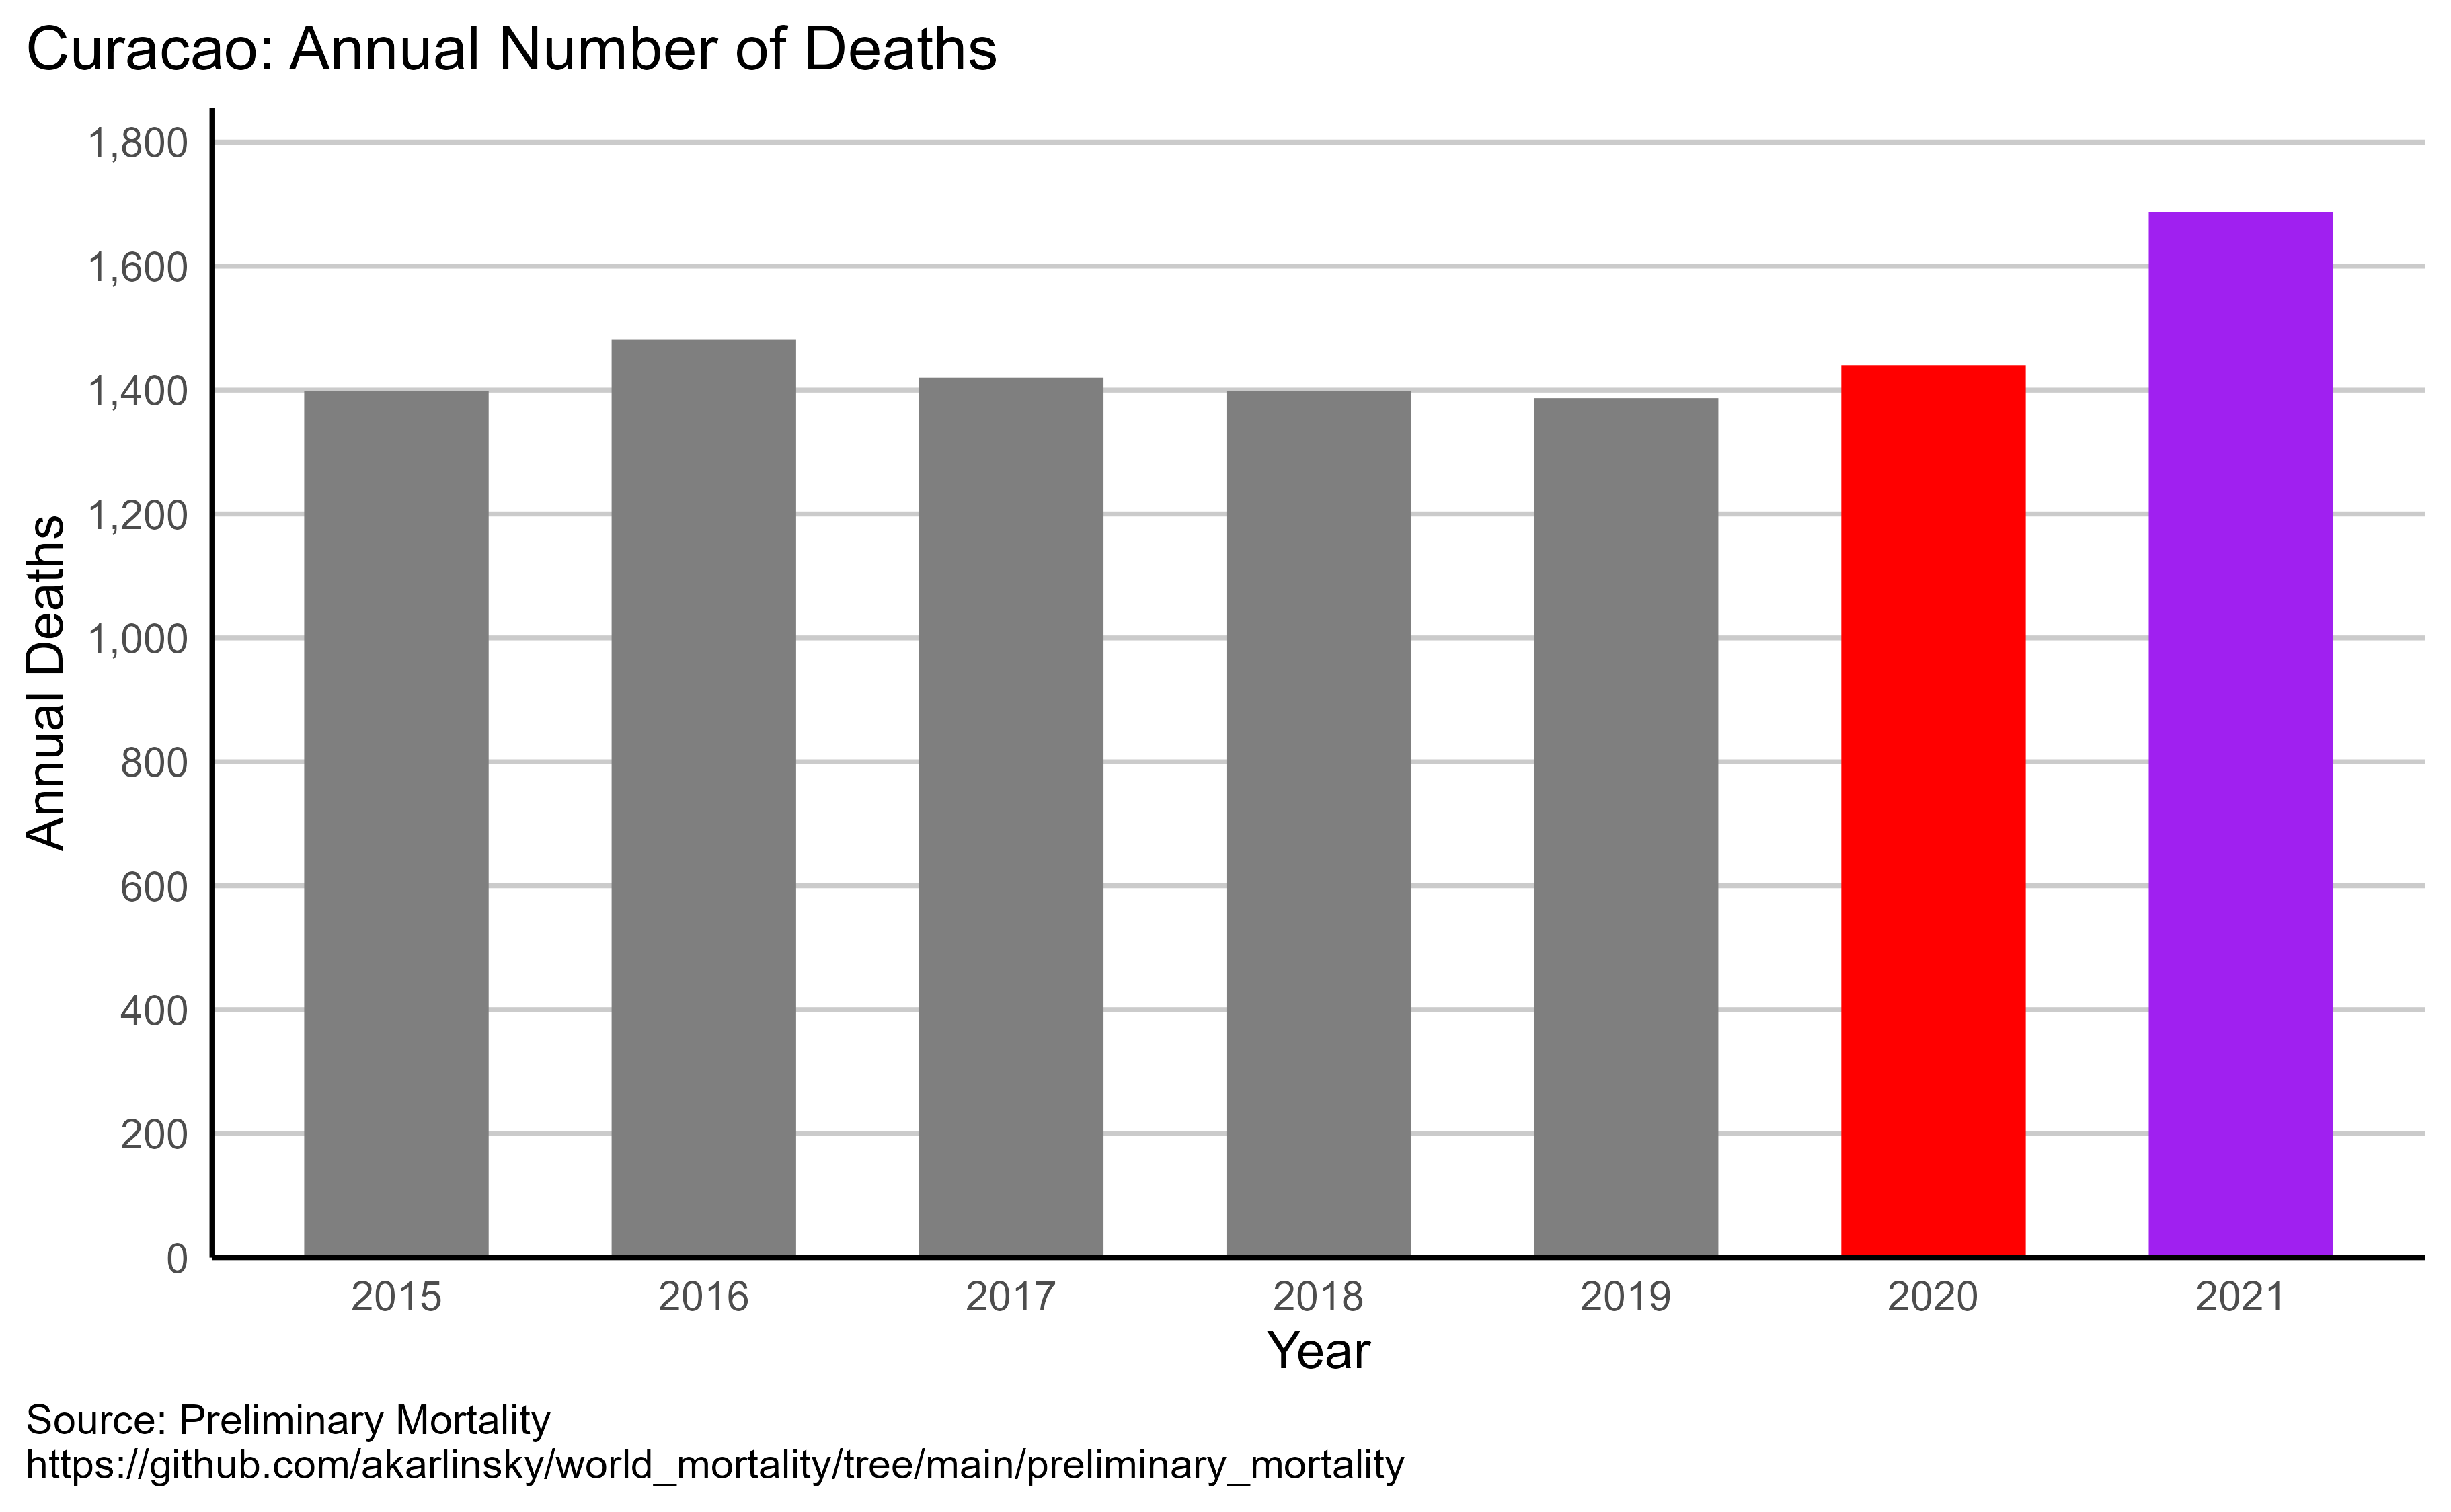 Curacao: Annual Number of Deaths
1,800
1,600
1,400
1,200
1,000
800
600
400
200
0
Annual Deaths
2015 2016 2017 2018 2019 2020 2021
Year
Source: Preliminary Mortality
https://github.com/akarlinsky/world_mortality/tree/main/preliminary_mortality